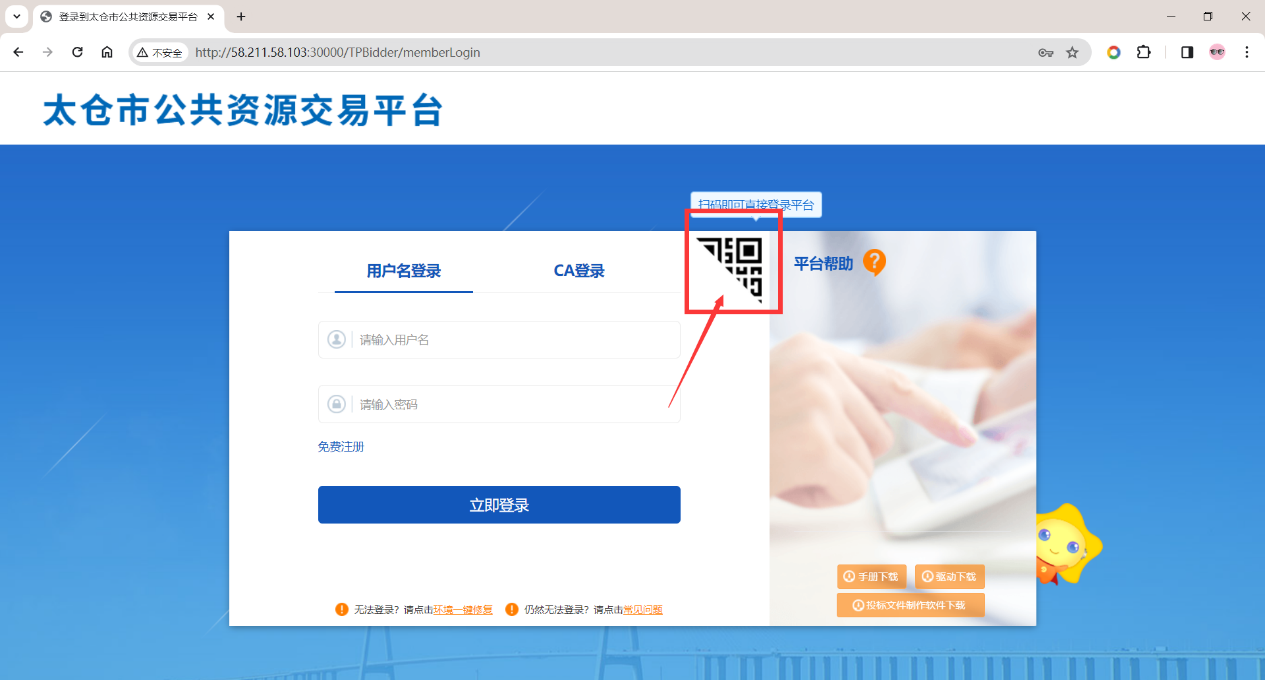 登录到太仓市公共资源交易平台
不安全 http://58.211.58.103:30000/TPBidder/memberLogin
太仓市公共资源交易平台
扫码即可直接登录平台
用户名登录 CA登录
平台帮助 ?
请输入用户名
请输入密码
免费注册
立即登录
手册下载 驱动下载
投标文件制作软件下载
无法登录？请点击环境一键修复 仍然无法登录？请点击常见问题